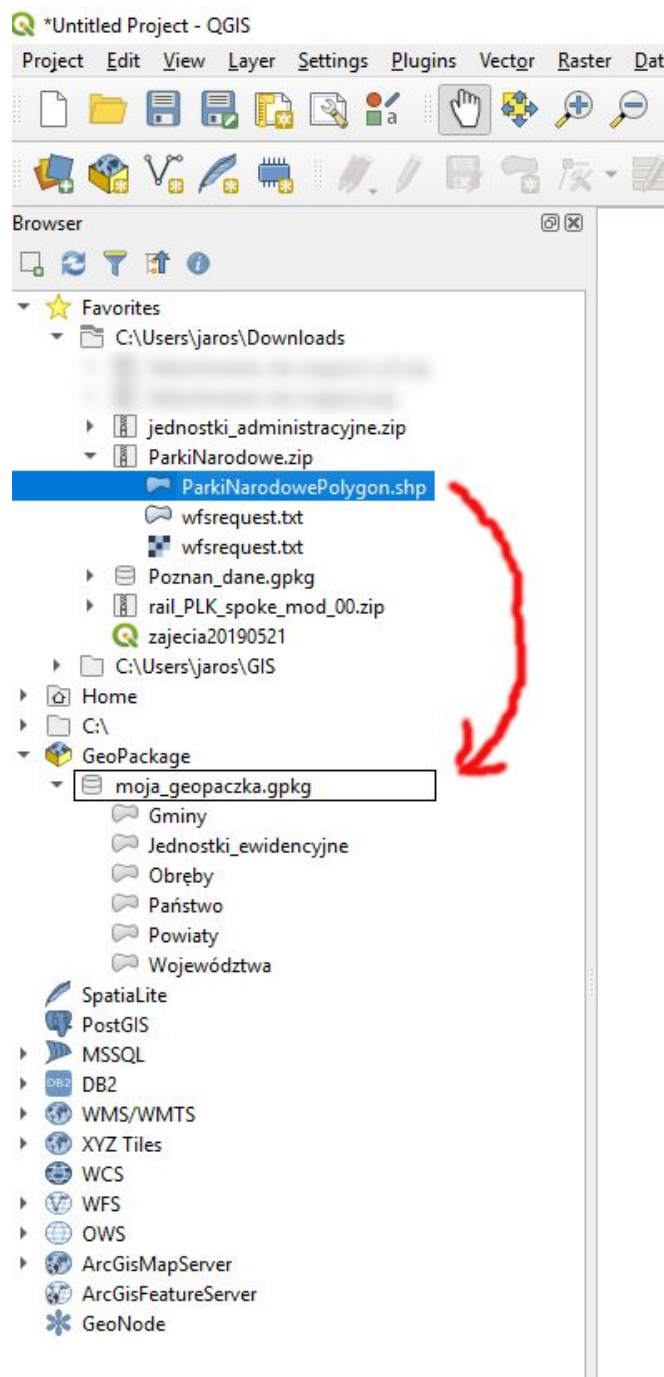 *Untitled Project - QGIS
Project Edit View Layer Settings Plugins Vector Raster Dat
a
Browser
Favorites
C:\Users\jaros\Downloads
jednostki_administracyjne.zip
ParkiNarodowe.zip
ParkiNarodowePolygon.shp
wfsrequest.txt
wfsrequest.txt
Poznan_dane.gpkg
rail_PLK_spoke_mod_00.zip
zajecia20190521
C:\Users\jaros\GIS
Home
C:\
GeoPackage
moja_geopaczka.gpkg
Gminy
Jednostki_ewidencyjne
Obręby
Państwo
Powiaty
Województwa
SpatiaLite
PostGIS
MSSQL
DB2 DB2
WMS/WMTS
XYZ Tiles
WCS
WFS
OWS
ArcGisMapServer
ArcGisFeatureServer
GeoNode